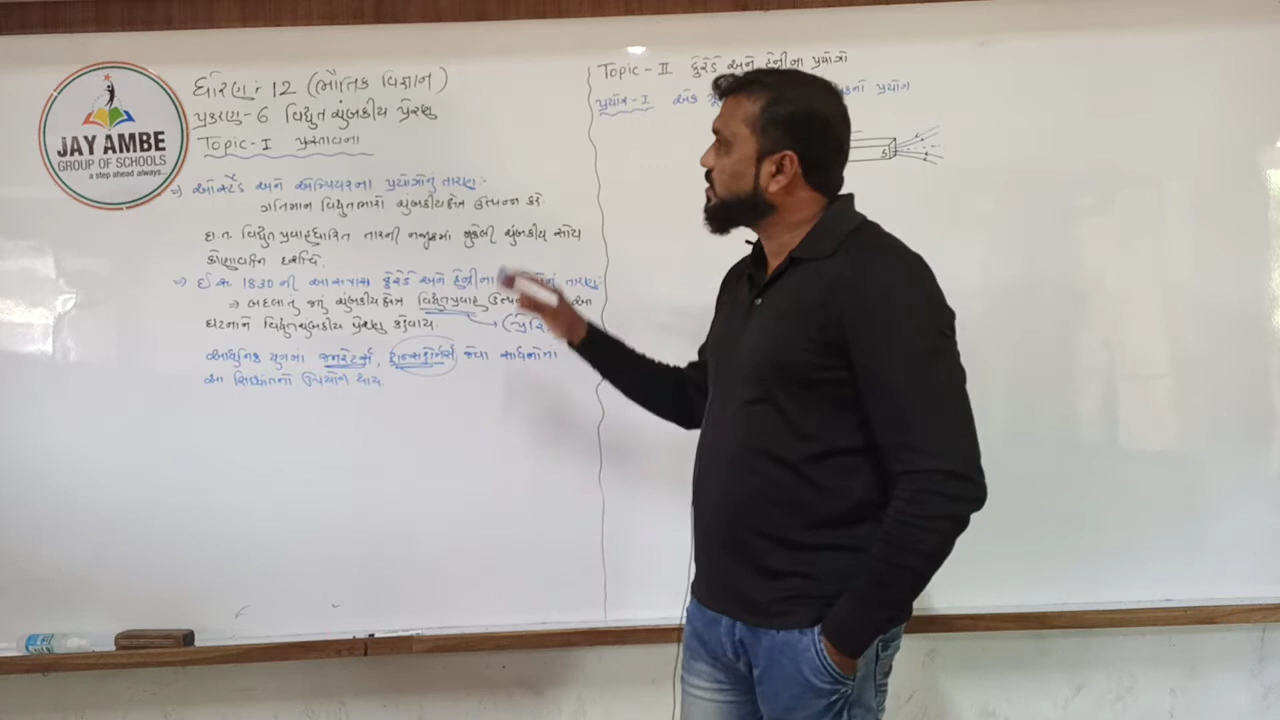 JAY AMBE
GROUP OF SCHOOLS
a step ahead always...
ધોરણ : 12 (ભૌતિક વિજ્ઞાન)
પ્રકરણ - 6 વિદ્યુત ચુંબકીય પ્રેરણ
Topic - I પ્રસ્તાવના
⇒ ઓર્સ્ટેડ અને એમ્પિયરના પ્રયોગોનું તારણ :-
ગતિમાન વિદ્યુતભારો ચુંબકીયક્ષેત્ર ઉત્પન્ન કરે.
દા.ત. વિદ્યુતપ્રવાહધારિત તારની નજીકમાં મુકેલી ચુંબકીય સોય
કોણાવર્તન દર્શાવે.
⇒ ઈ.સ. 1830 ની આસપાસ ફેરેડે અને હેન્રીના તારણ:
⇒ બદલાતું જતું ચુંબકીયક્ષેત્ર વિદ્યુતપ્રવાહ આ
ઘટનાને વિદ્યુતચુંબકીય પ્રેરણ કહેવાય.
આધુનિક યુગમાં જનરેટર્સ, ટ્રાન્સફોર્મર્સ જેવા સાધનોમાં
આ સિદ્ધાંતનો ઉપયોગ થાય.
Topic - II ફેરેડે અને હેન્રીના પ્રયોગો
પ્રયોગ - I એક પ્રયોગ
S